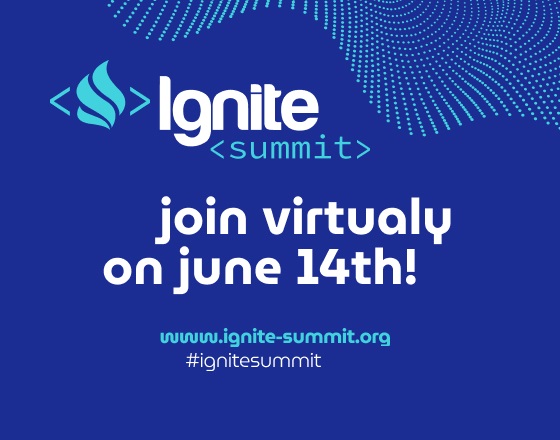 Ignite
<summit>
join virtualy
on june 14th!
www.ignite-summit.org
#ignitesummit